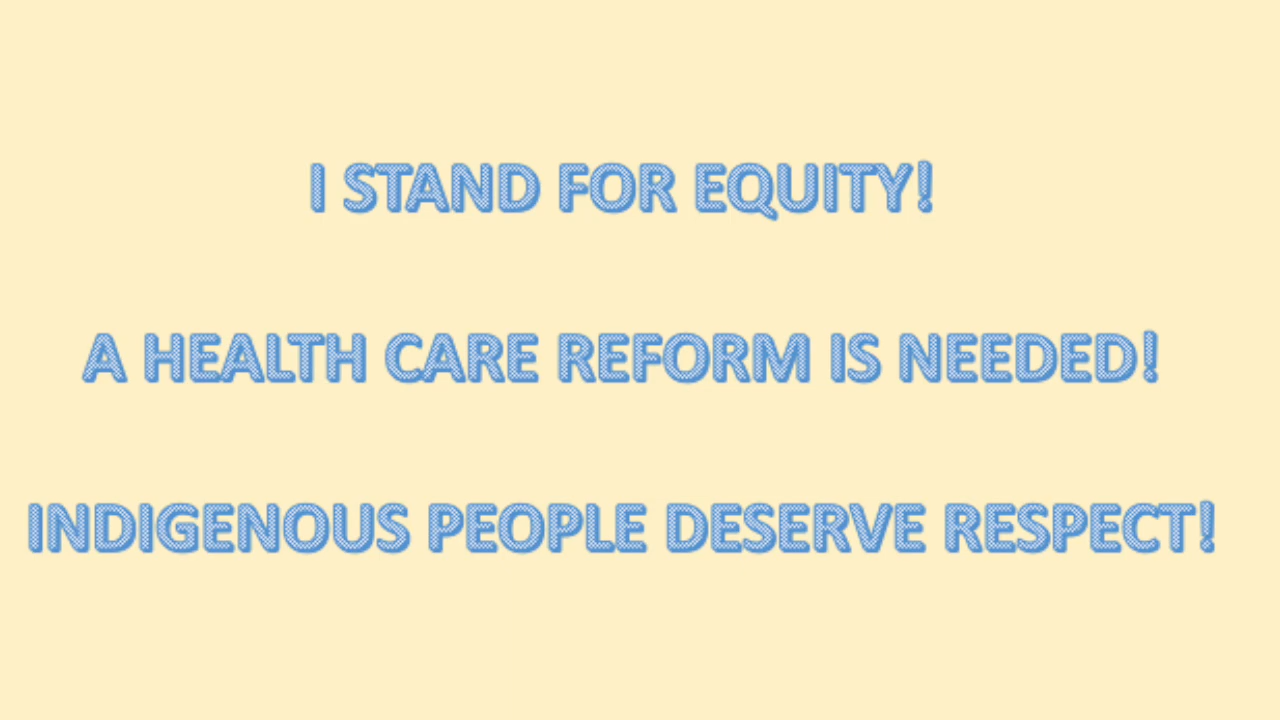 I STAND FOR EQUITY!
A HEALTH CARE REFORM IS NEEDED!
INDIGENOUS PEOPLE DESERVE RESPECT!